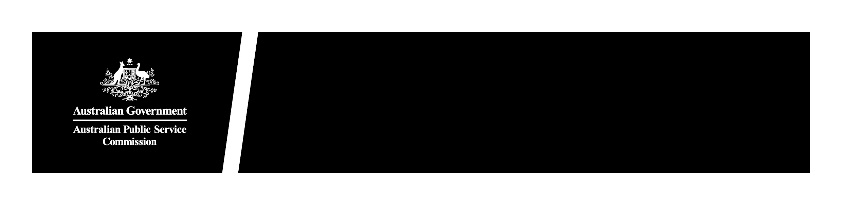 Australian Government
Australian Public Service
Commission